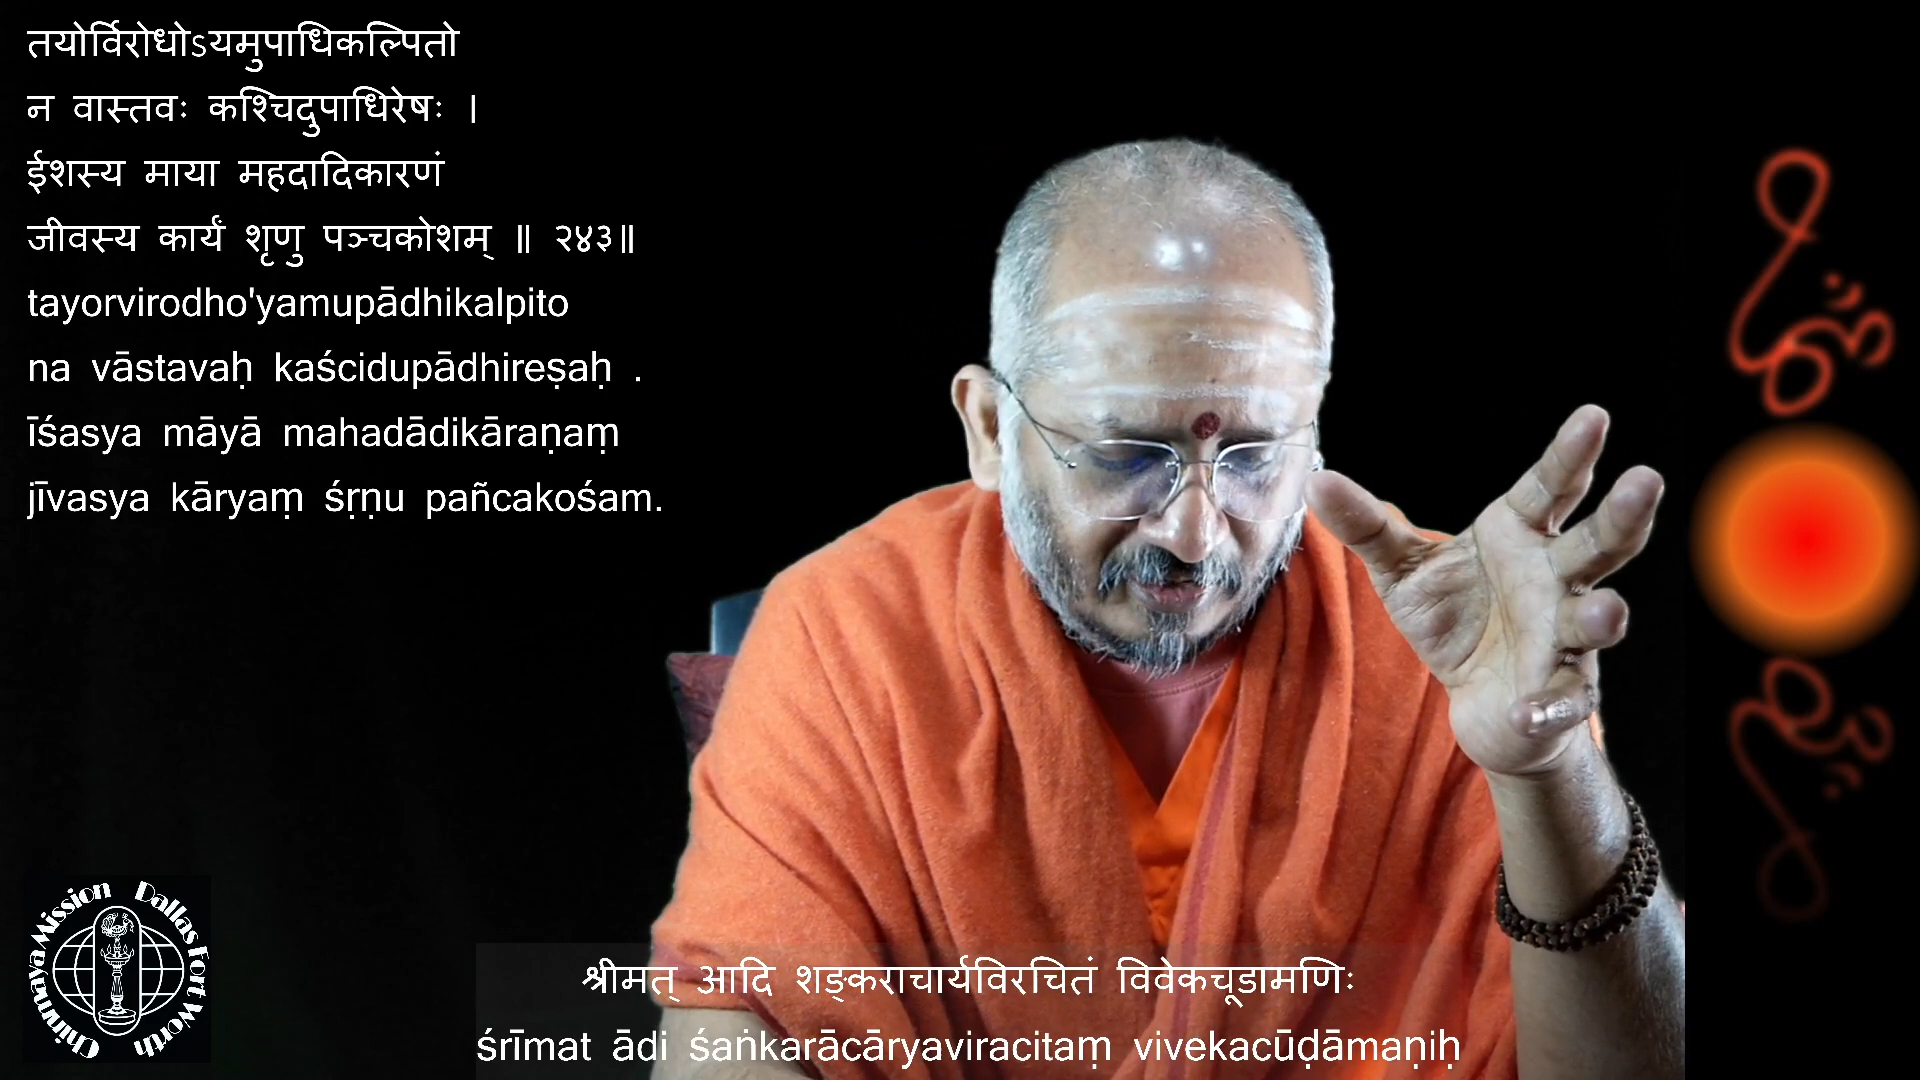 तयोर्विरोधोऽयमुपाधिकल्पितो
न वास्तवः कश्चिदुपाधिरेषः ।
ईशस्य माया महदादिकारणं
जीवस्य कार्यं शृणु पञ्चकोशम् ॥ २४३॥
tayorvirodho'yamupādhikalpito
na vāstavaḥ kaścidupādhireṣaḥ .
īśasya māyā mahadādikāraṇaṃ
jīvasya kāryaṃ śṛṇu pañcakośam.
ॐ
Chinmaya Mission Dallas Fort Worth
श्रीमत् आदि शङ्कराचार्यविरचितं विवेकचूडामणिः
śrīmat ādi śaṅkarācāryaviracitaṃ vivekacūḍāmaṇiḥ